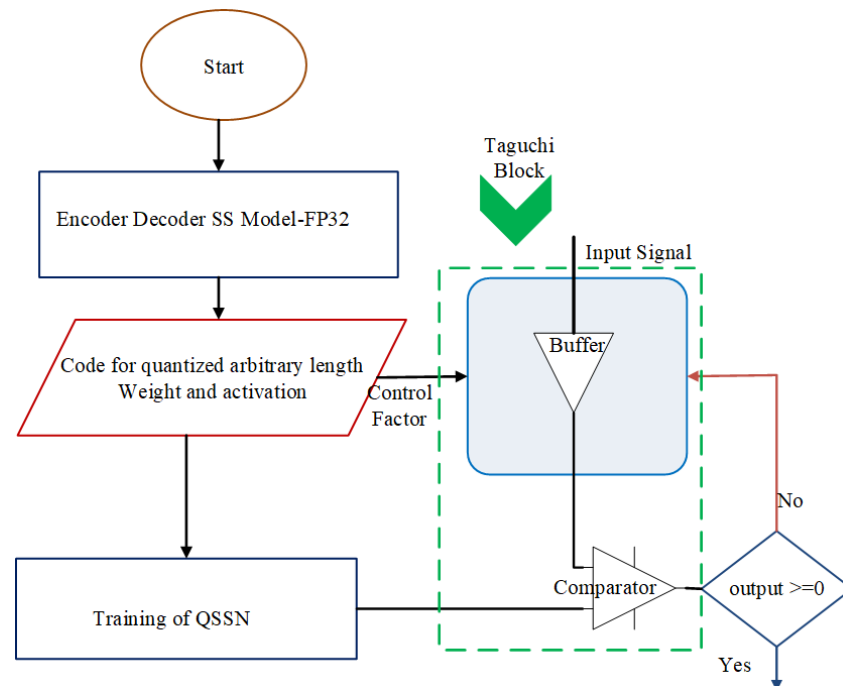 Start
Encoder Decoder SS Model-FP32
Code for quantized arbitrary length
Weight and activation
Training of QSSN
Taguchi
Block
Input Signal
Buffer
Control
Factor
Comparator
No
output >=0
Yes